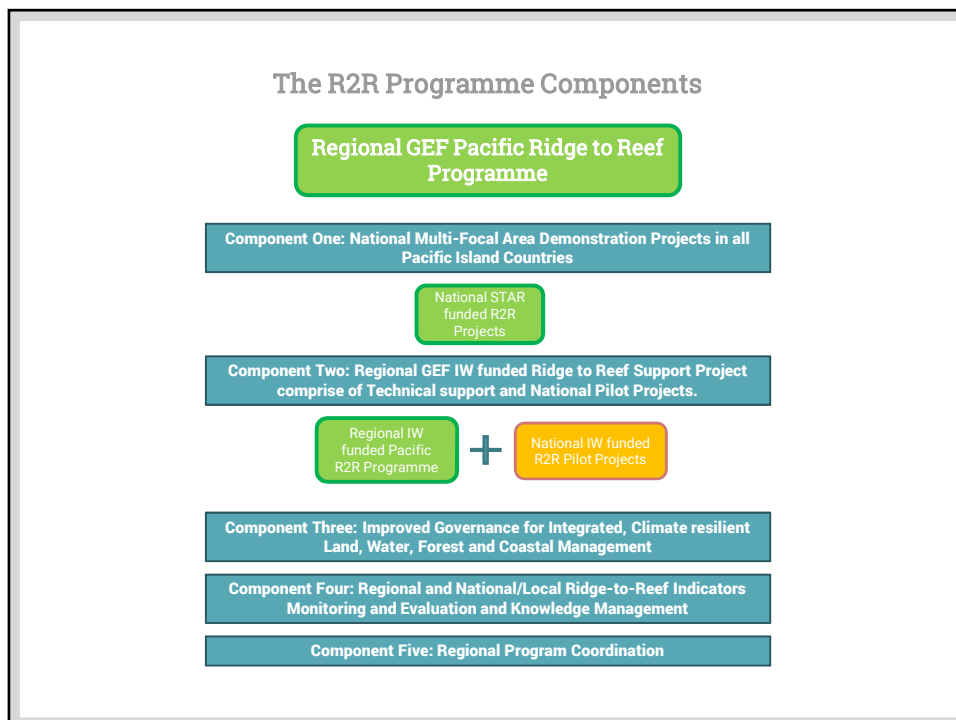 The R2R Programme Components
Regional GEF Pacific Ridge to Reef
Programme
Component One: National Multi-Focal Area Demonstration Projects in all
Pacific Island Countries
National STAR
funded R2R
Projects
Component Two: Regional GEF IW funded Ridge to Reef Support Project
comprise of Technical support and National Pilot Projects.
Regional IW
funded Pacific
R2R Programme
+
National IW funded
R2R Pilot Projects
Component Three: Improved Governance for Integrated, Climate resilient
Land, Water, Forest and Coastal Management
Component Four: Regional and National/Local Ridge-to-Reef Indicators
Monitoring and Evaluation and Knowledge Management
Component Five: Regional Program Coordination